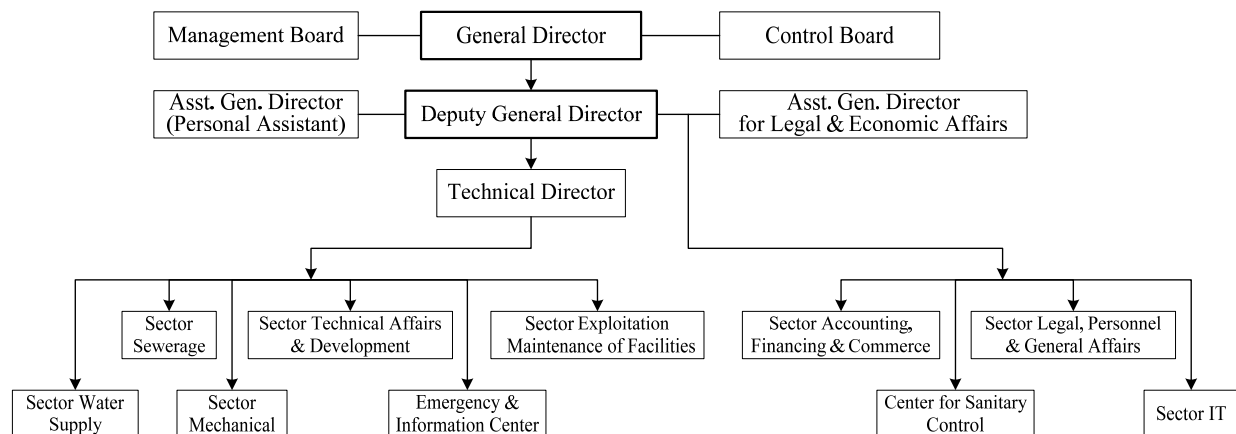 Management Board
General Director
Control Board
Asst. Gen. Director
(Personal Assistant)
Deputy General Director
Asst. Gen. Director
for Legal & Economic Affairs
Technical Director
Sector
Sewerage
Sector Technical Affairs
& Development
Sector Exploitation
Maintenance of Facilities
Sector Accounting,
Financing & Commerce
Sector Legal, Personnel
& General Affairs
Sector Water
Supply
Sector
Mechanical
Emergency &
Information Center
Center for Sanitary
Control
Sector IT